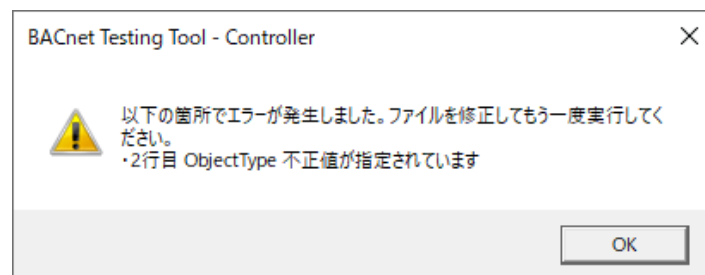 BACnet Testing Tool - Controller
以下の箇所でエラーが発生しました。ファイルを修正してもう一度実行してく
ださい。
・2行目 ObjectType 不正値が指定されています
OK